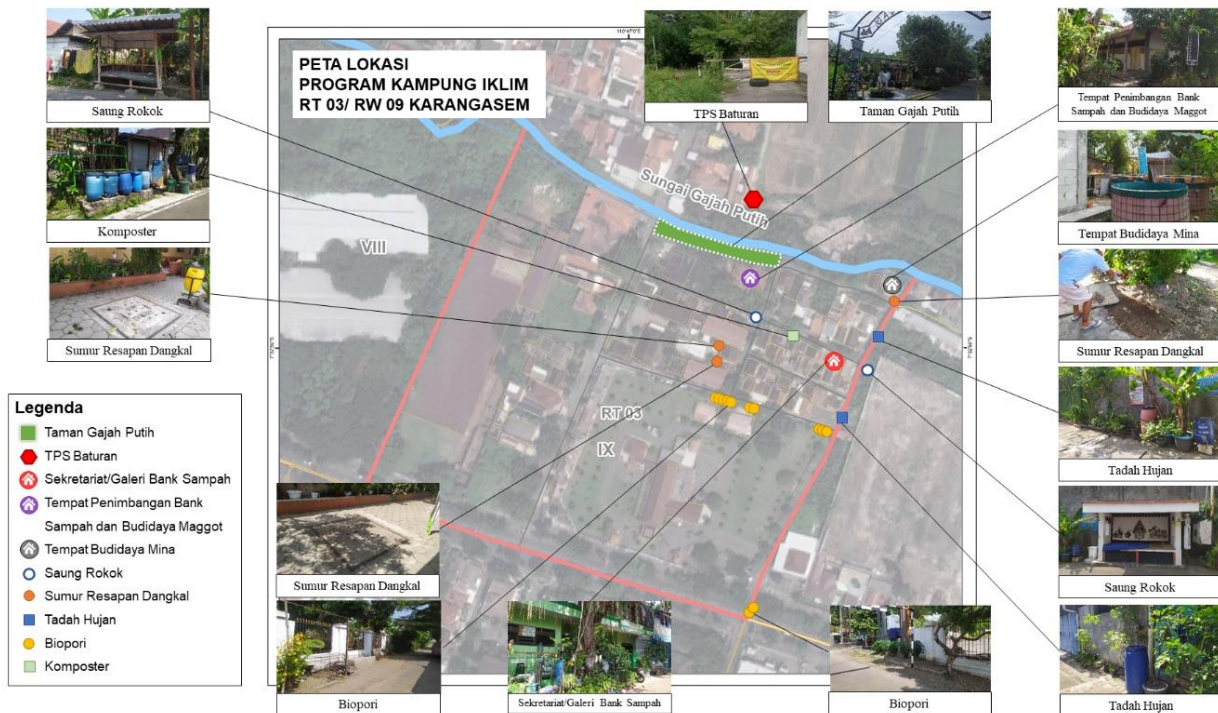 PETA LOKASI
PROGRAM KAMPUNG IKLIM
RT 03/ RW 09 KARANGASEM
Saung Rokok
Komposter
Sumur Resapan Dangkal
TPS Baturan
Taman Gajah Putih
Tempat Penimbangan Bank
Sampah dan Budidaya Maggot
Tempat Budidaya Mina
Sumur Resapan Dangkal
Tadah Hujan
Saung Rokok
Tadah Hujan
Sungai Gajah Putih
VIII
RT 03
IX
Legenda
Taman Gajah Putih
TPS Baturan
Sekretariat/Galeri Bank Sampah
Tempat Penimbangan Bank
Sampah dan Budidaya Maggot
Tempat Budidaya Mina
Saung Rokok
Sumur Resapan Dangkal
Tadah Hujan
Biopori
Komposter
Sumur Resapan Dangkal
Biopori
Sekretariat/Galeri Bank Sampah
Biopori